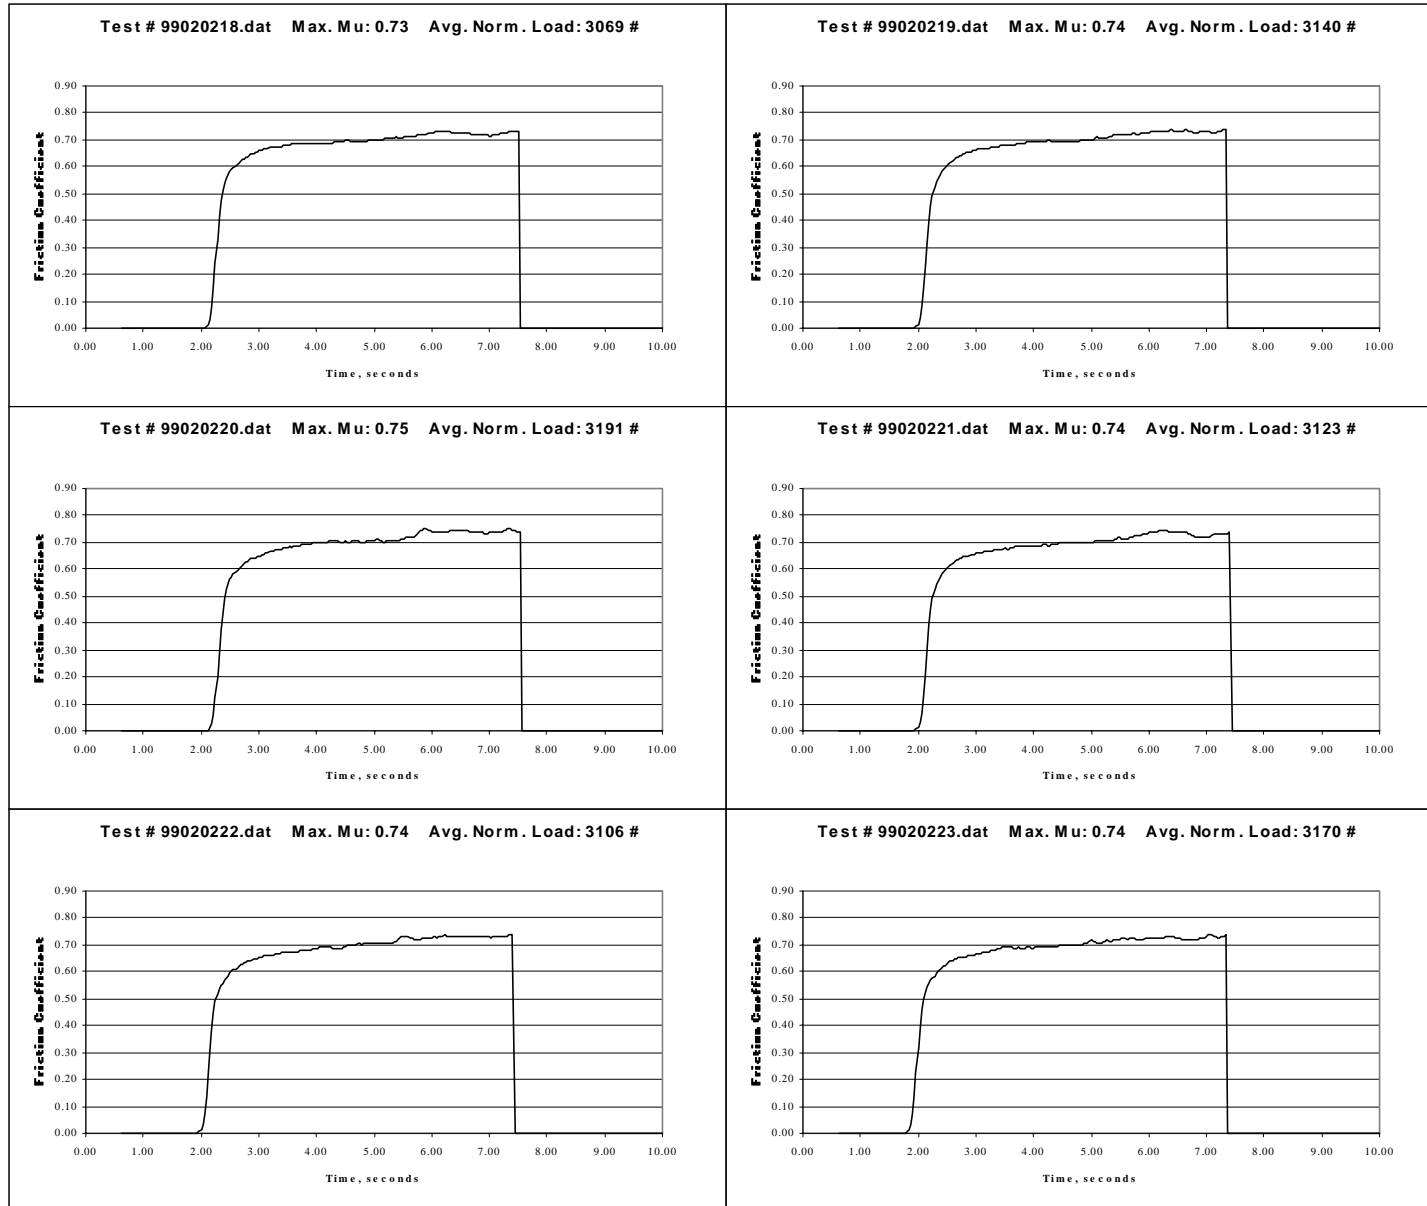 Test # 99020218.dat Max. Mu: 0.73 Avg. Norm. Load: 3069 #
0.90
0.80
0.70
0.60
0.50
0.40
0.30
0.20
0.10
0.00
Friction Coefficient
0.00 1.00 2.00 3.00 4.00 5.00 6.00 7.00 8.00 9.00 10.00
Time, seconds
Test # 99020219.dat Max. Mu: 0.74 Avg. Norm. Load: 3140 #
0.90
0.80
0.70
0.60
0.50
0.40
0.30
0.20
0.10
0.00
Friction Coefficient
0.00 1.00 2.00 3.00 4.00 5.00 6.00 7.00 8.00 9.00 10.00
Time, seconds
Test # 99020220.dat Max. Mu: 0.75 Avg. Norm. Load: 3191 #
0.90
0.80
0.70
0.60
0.50
0.40
0.30
0.20
0.10
0.00
Friction Coefficient
0.00 1.00 2.00 3.00 4.00 5.00 6.00 7.00 8.00 9.00 10.00
Time, seconds
Test # 99020221.dat Max. Mu: 0.74 Avg. Norm. Load: 3123 #
0.90
0.80
0.70
0.60
0.50
0.40
0.30
0.20
0.10
0.00
Friction Coefficient
0.00 1.00 2.00 3.00 4.00 5.00 6.00 7.00 8.00 9.00 10.00
Time, seconds
Test # 99020222.dat Max. Mu: 0.74 Avg. Norm. Load: 3106 #
0.90
0.80
0.70
0.60
0.50
0.40
0.30
0.20
0.10
0.00
Friction Coefficient
0.00 1.00 2.00 3.00 4.00 5.00 6.00 7.00 8.00 9.00 10.00
Time, seconds
Test # 99020223.dat Max. Mu: 0.74 Avg. Norm. Load: 3170 #
0.90
0.80
0.70
0.60
0.50
0.40
0.30
0.20
0.10
0.00
Friction Coefficient
0.00 1.00 2.00 3.00 4.00 5.00 6.00 7.00 8.00 9.00 10.00
Time, seconds